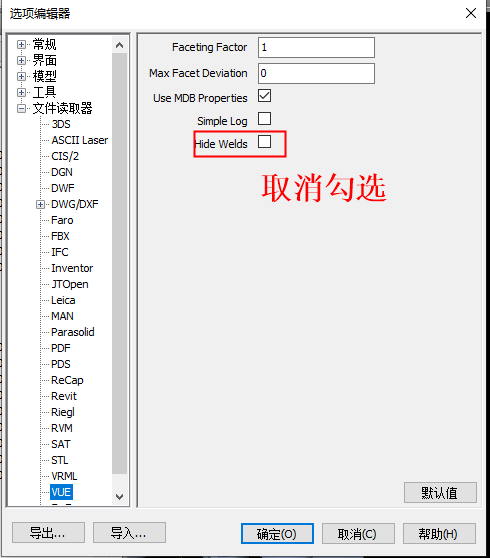 选项编辑器
常规
界面
模型
工具
文件读取器
3DS
ASCII Laser
CIS/2
DGN
DWF
DWG/DXF
Faro
FBX
IFC
Inventor
JTOpen
Leica
MAN
Parasolid
PDF
PDS
ReCap
Revit
Riegl
RVM
SAT
STL
VRML
VUE
Faceting Factor 1
Max Facet Deviation 0
Use MDB Properties
Simple Log
Hide Welds
取消勾选
默认值
导出...
导入...
确定(O)
取消(C)
帮助(H)